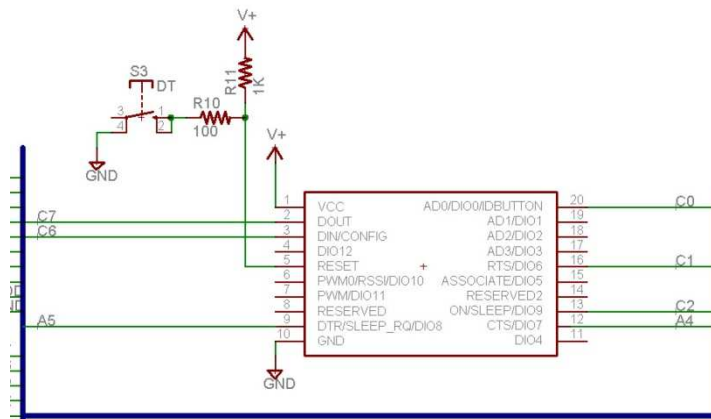 V+
S3
DT
R11
1K
3
1
4
2
R10
100
V+
GND
1 VCC AD0/DIO0/IDBUTTON 20 C0
C7 2 DOUT AD1/DIO1 19
C6 3 DIN/CONFIG AD2/DIO2 18
4 DIO12 AD3/DIO3 17
5 RESET RTS/DIO6 16 C1
6 PWM0/RSSI/DIO10 ASSOCIATE/DIO5 15
7 PWM/DIO11 RESERVED2 14
8 RESERVED ON/SLEEP/DIO9 13 C2
A5 9 DTR/SLEEP_RQ/DIO8 CTS/DIO7 12 A4
10 GND DIO4 11
GND